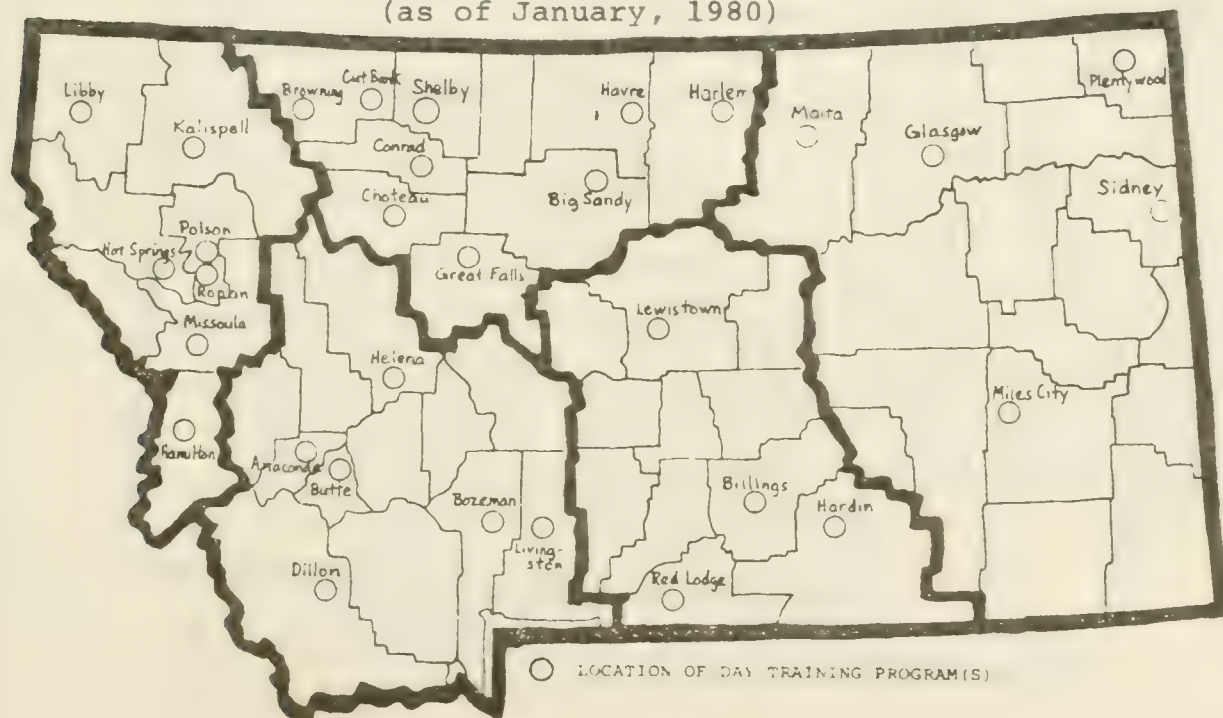 (as of January, 1980)
Libby
Kalispell
Browning
Cut Bank
Shelby
Havre
Harlem
Malta
Glasgow
Plentywood
Conrad
Choteau
Big Sandy
Sidney
Polson
Hot Springs
Ronan
Great Falls
Missoula
Lewistown
Helena
Miles City
Hamilton
Anaconda
Butte
Bozeman
Living-
ston
Billings
Hardin
Dillon
Red Lodge
LOCATION OF DAY TRAINING PROGRAM(S)